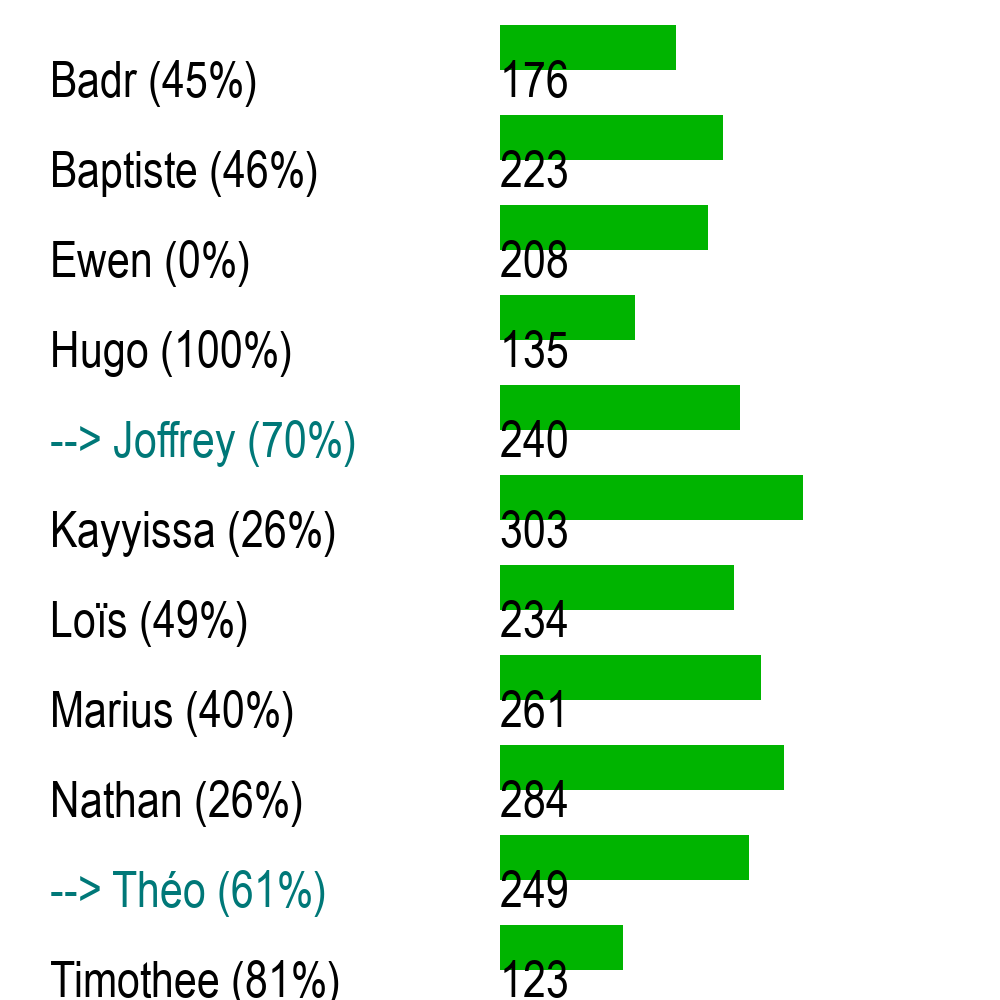 Badr (45%) 176
Baptiste (46%) 223
Ewen (0%) 208
Hugo (100%) 135
--> Joffrey (70%) 240
Kayyissa (26%) 303
Loïs (49%) 234
Marius (40%) 261
Nathan (26%) 284
--> Théo (61%) 249
Timothee (81%) 123